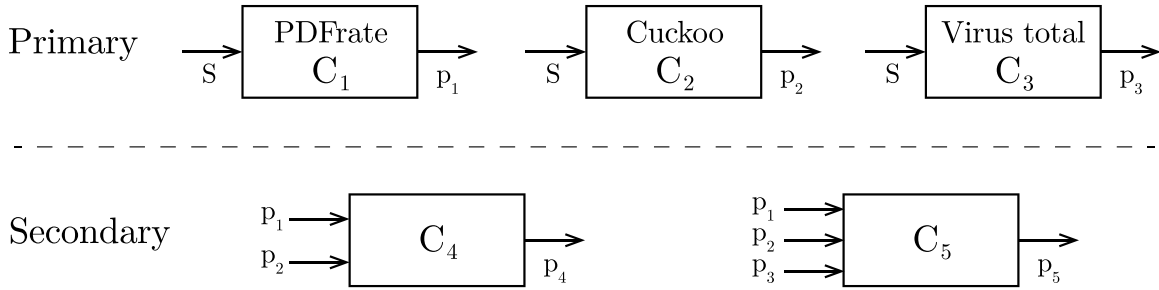 Primary
S
PDFrate
C1
p1
S
Cuckoo
C2
p2
S
Virus total
C3
p3
Secondary
p1
p2
C4
p4
p1
p2
p3
C5
p5